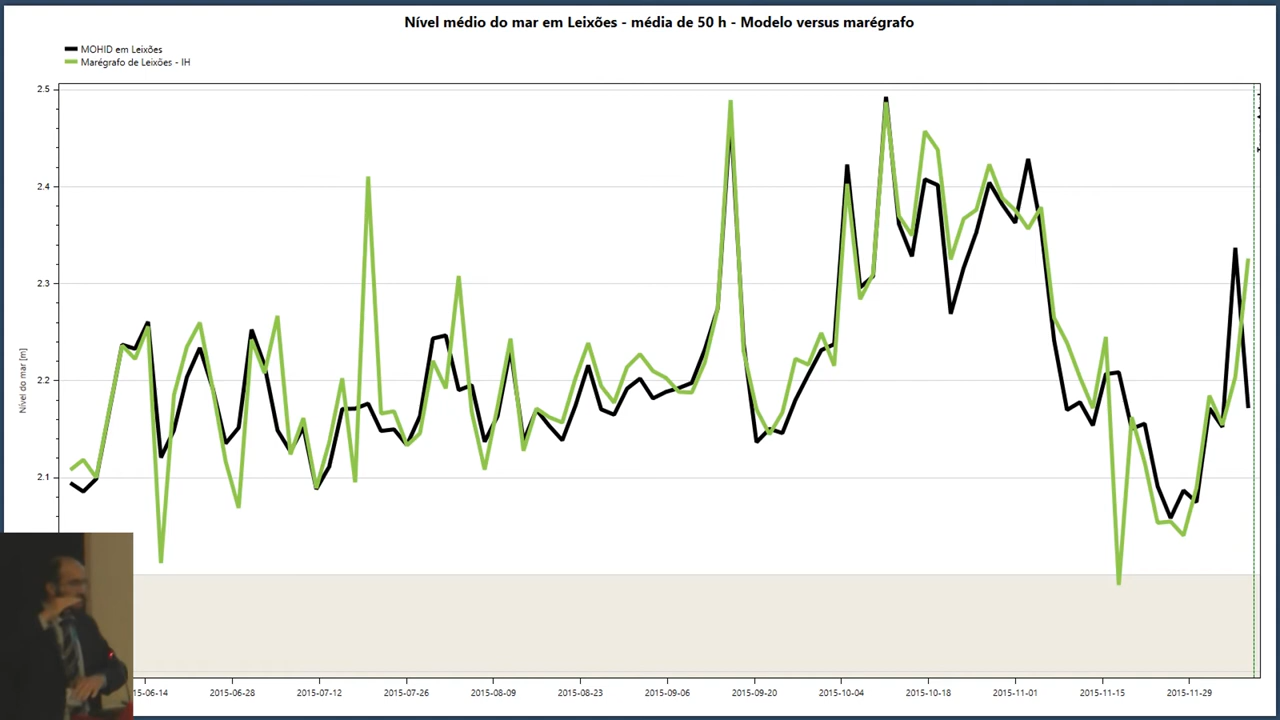 Nível médio do mar em Leixões - média de 50 h - Modelo versus marégrafo
MOHID em Leixões
Marégrafo de Leixões - IH
2.5
2.4
2.3
2.2
2.1
Nível do mar [m]
15-06-14 2015-06-28 2015-07-12 2015-07-26 2015-08-09 2015-08-23 2015-09-06 2015-09-20 2015-10-04 2015-10-18 2015-11-01 2015-11-15 2015-11-29